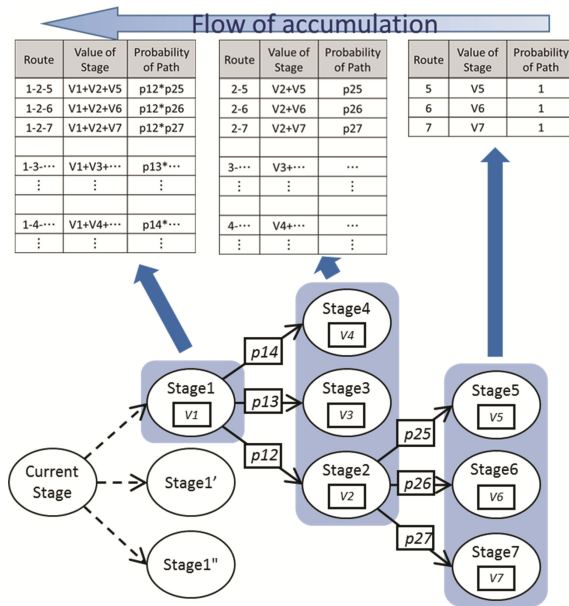 Flow of accumulation
Route Value of Stage Probability of Path
1-2-5 V1+V2+V5 p12*p25
1-2-6 V1+V2+V6 p12*p26
1-2-7 V1+V2+V7 p12*p27
1-3-⋯ V1+V3+⋯ p13*⋯
⋮ ⋮ ⋮
1-4-⋯ V1+V4+⋯ p14*⋯
⋮ ⋮ ⋮
Route Value of Stage Probability of Path
2-5 V2+V5 p25
2-6 V2+V6 p26
2-7 V2+V7 p27
3-⋯ V3+⋯ ⋯
⋮ ⋮ ⋮
4-⋯ V4+⋯ ⋯
⋮ ⋮ ⋮
Route Value of Stage Probability of Path
5 V5 1
6 V6 1
7 V7 1
Stage4
V4
p14
Stage1
V1
p13
Stage3
V3
Stage5
V5
p12
p25
Current Stage
Stage1'
Stage2
V2
p26
Stage6
V6
p27
Stage1"
Stage7
V7